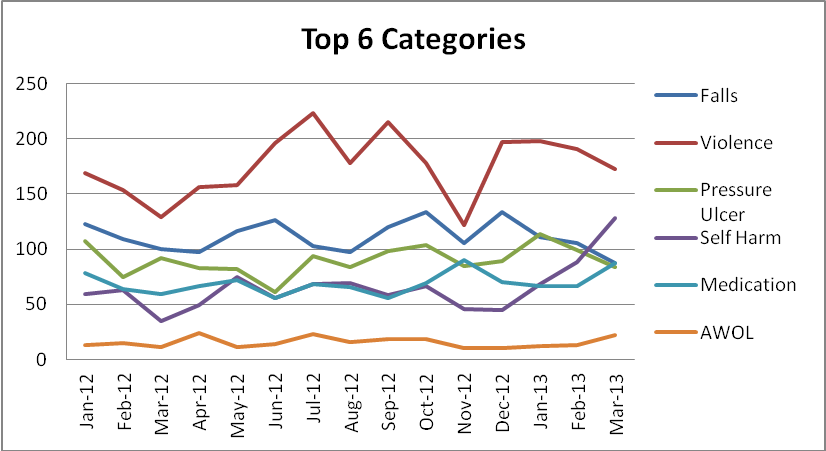 Top 6 Categories
250
200
150
100
50
0
Jan-12
Feb-12
Mar-12
Apr-12
May-12
Jun-12
Jul-12
Aug-12
Sep-12
Oct-12
Nov-12
Dec-12
Jan-13
Feb-13
Mar-13
Falls
Violence
Pressure
Ulcer
Self Harm
Medication
AWOL